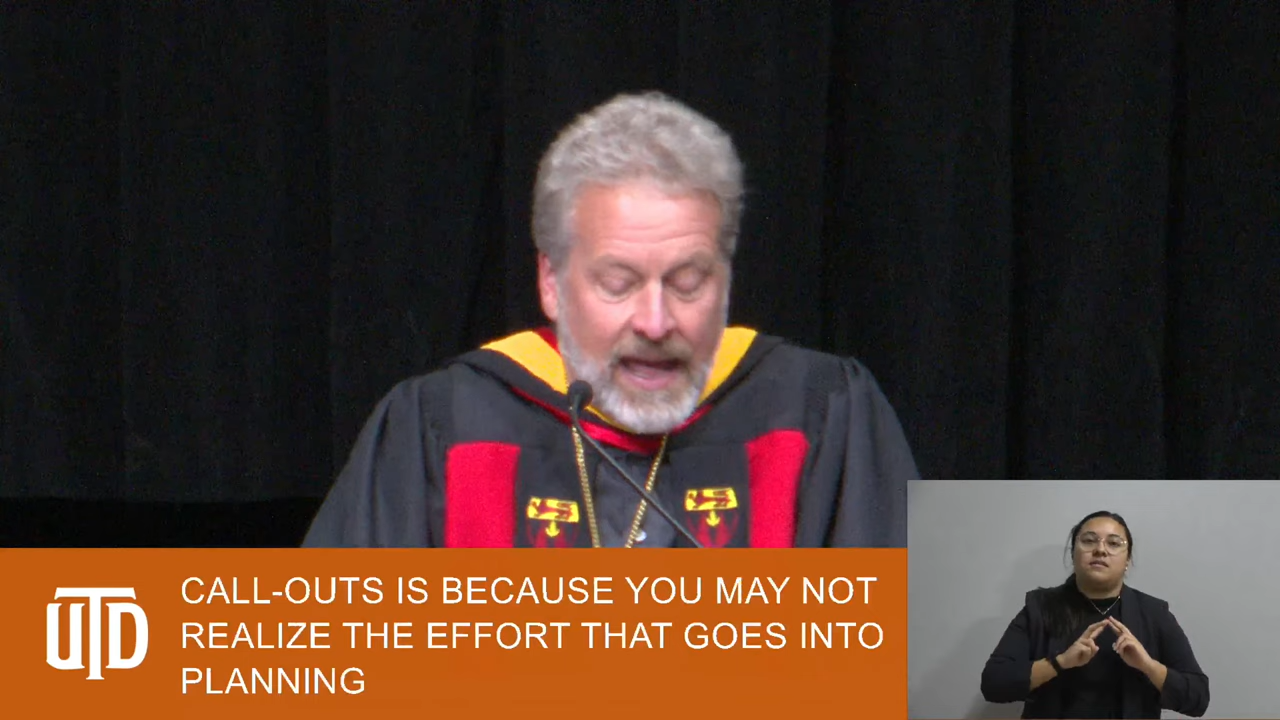 UTD
CALL-OUTS IS BECAUSE YOU MAY NOT
REALIZE THE EFFORT THAT GOES INTO
PLANNING